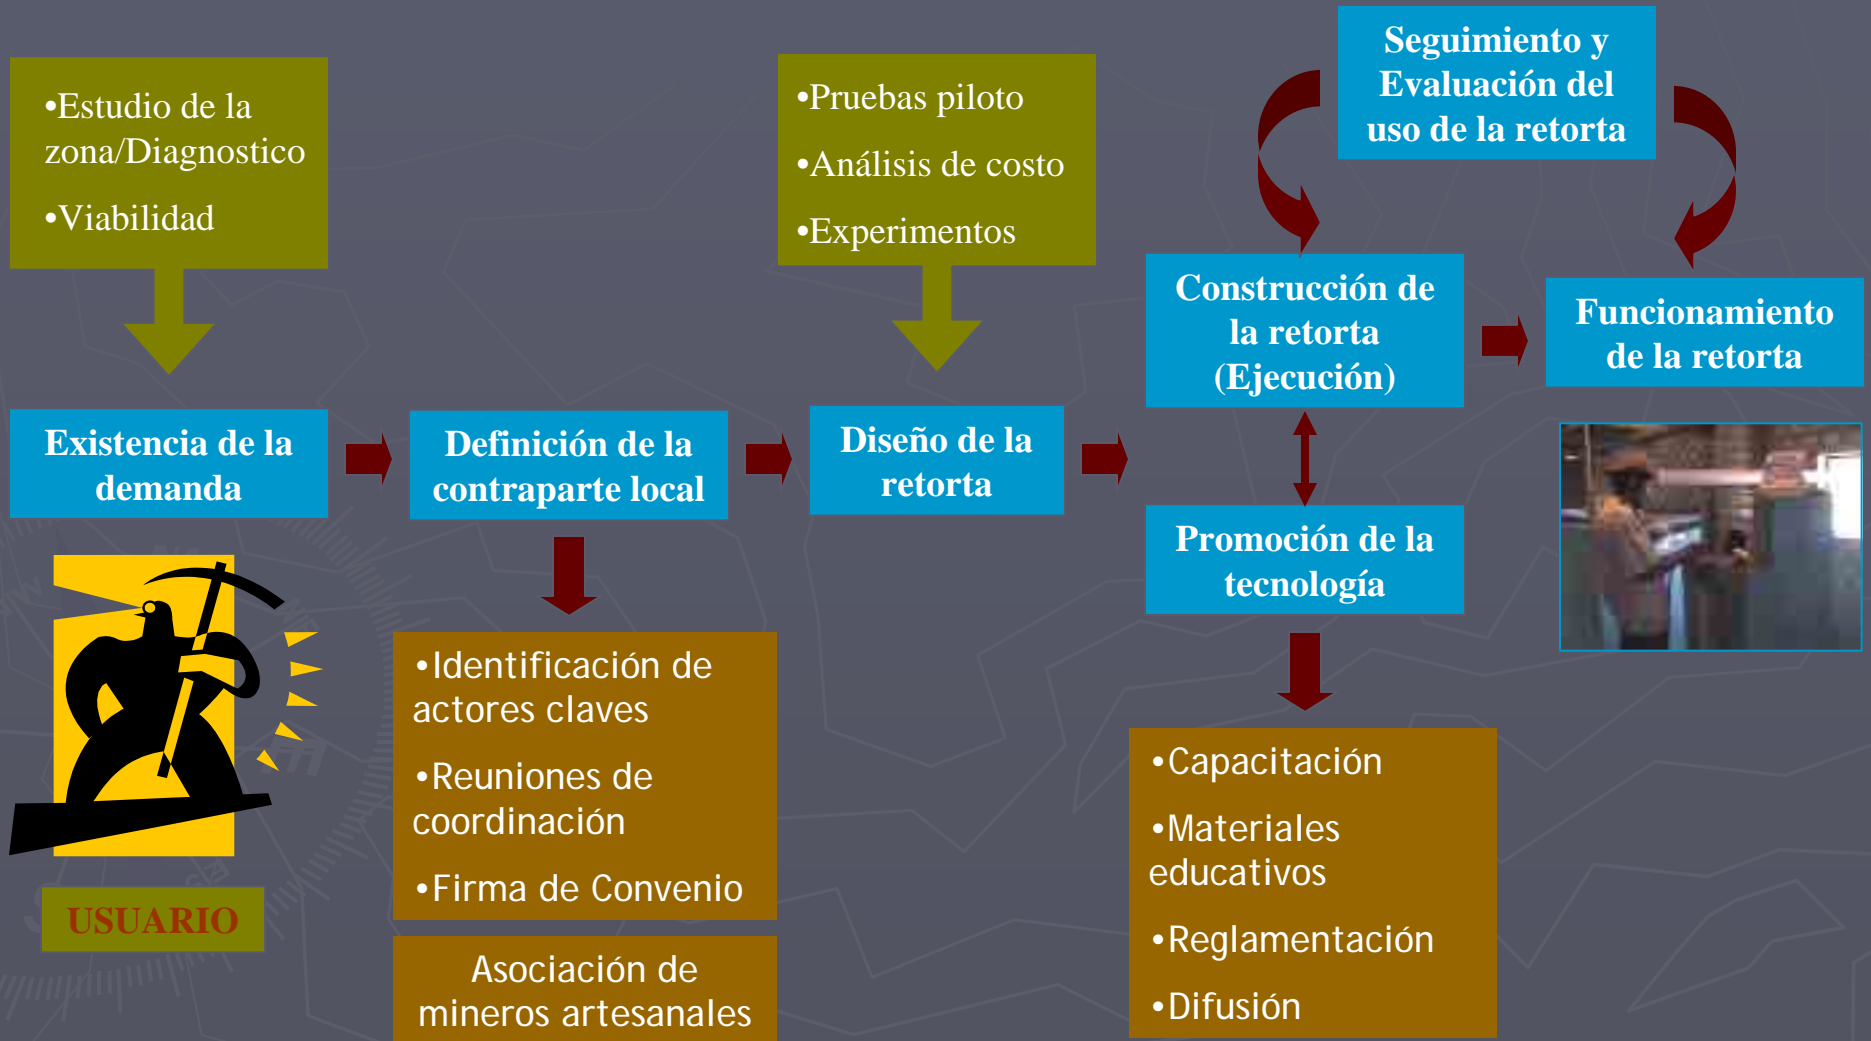 •Estudio de la
zona/Diagnostico
•Viabilidad
•Pruebas piloto
•Análisis de costo
•Experimentos
Seguimiento y
Evaluación del
uso de la retorta
Existencia de la
demanda
Definición de la
contraparte local
Diseño de la
retorta
Construcción de
la retorta
(Ejecución)
Funcionamiento
de la retorta
Promoción de la
tecnología
USUARIO
•Identificación de
actores claves
•Reuniones de
coordinación
•Firma de Convenio
Asociación de
mineros artesanales
•Capacitación
•Materiales
educativos
•Reglamentación
•Difusión